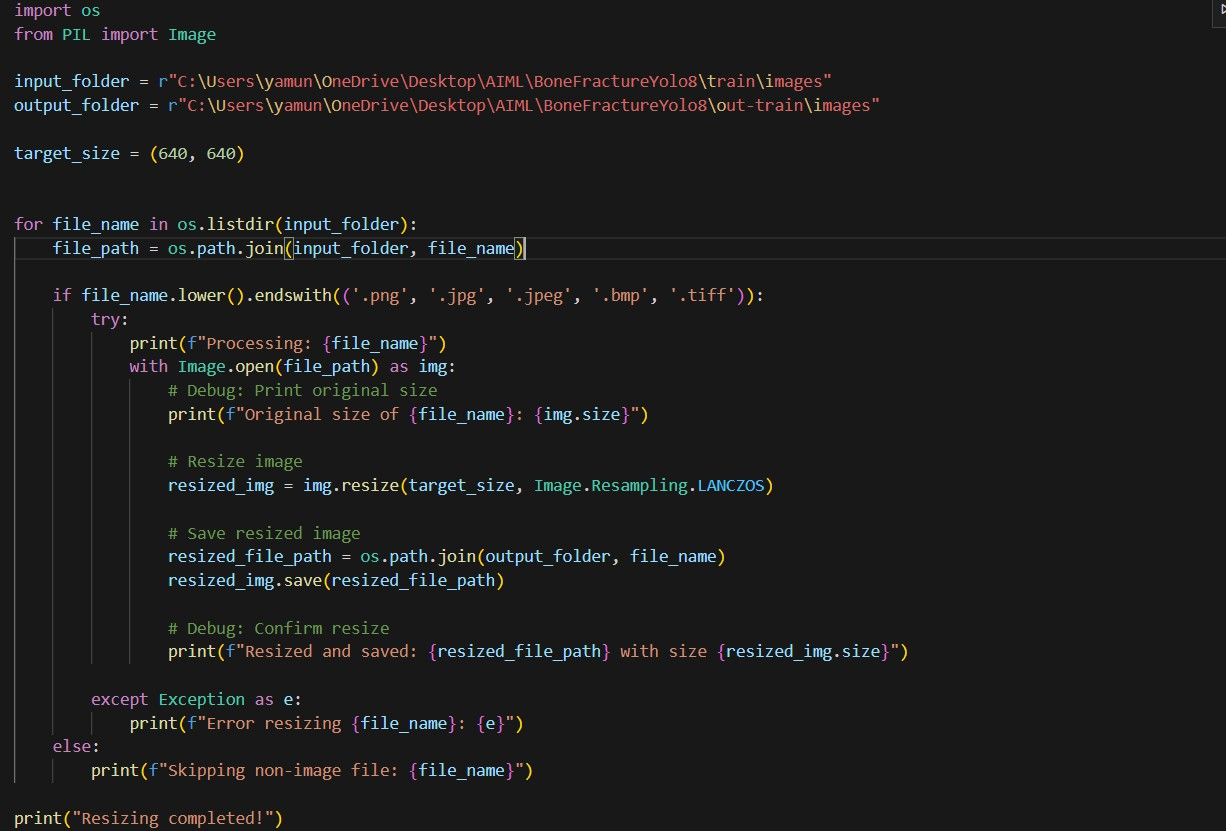 import os
from PIL import Image
input_folder = r"C:\Users\yamun\OneDrive\Desktop\AIML\BoneFractureYolo8\train\images"
output_folder = r"C:\Users\yamun\OneDrive\Desktop\AIML\BoneFractureYolo8\out-train\images"
target_size = (640, 640)
for file_name in os.listdir(input_folder):
    file_path = os.path.join(input_folder, file_name)
    if file_name.lower().endswith(('.png', '.jpg', '.jpeg', '.bmp', '.tiff')):
        try:
            print(f"Processing: {file_name}")
            with Image.open(file_path) as img:
                # Debug: Print original size
                print(f"Original size of {file_name}: {img.size}")
                # Resize image
                resized_img = img.resize(target_size, Image.Resampling.LANCZOS)
                # Save resized image
                resized_file_path = os.path.join(output_folder, file_name)
                resized_img.save(resized_file_path)
                # Debug: Confirm resize
                print(f"Resized and saved: {resized_file_path} with size {resized_img.size}")
        except Exception as e:
            print(f"Error resizing {file_name}: {e}")
    else:
        print(f"Skipping non-image file: {file_name}")
print("Resizing completed!")